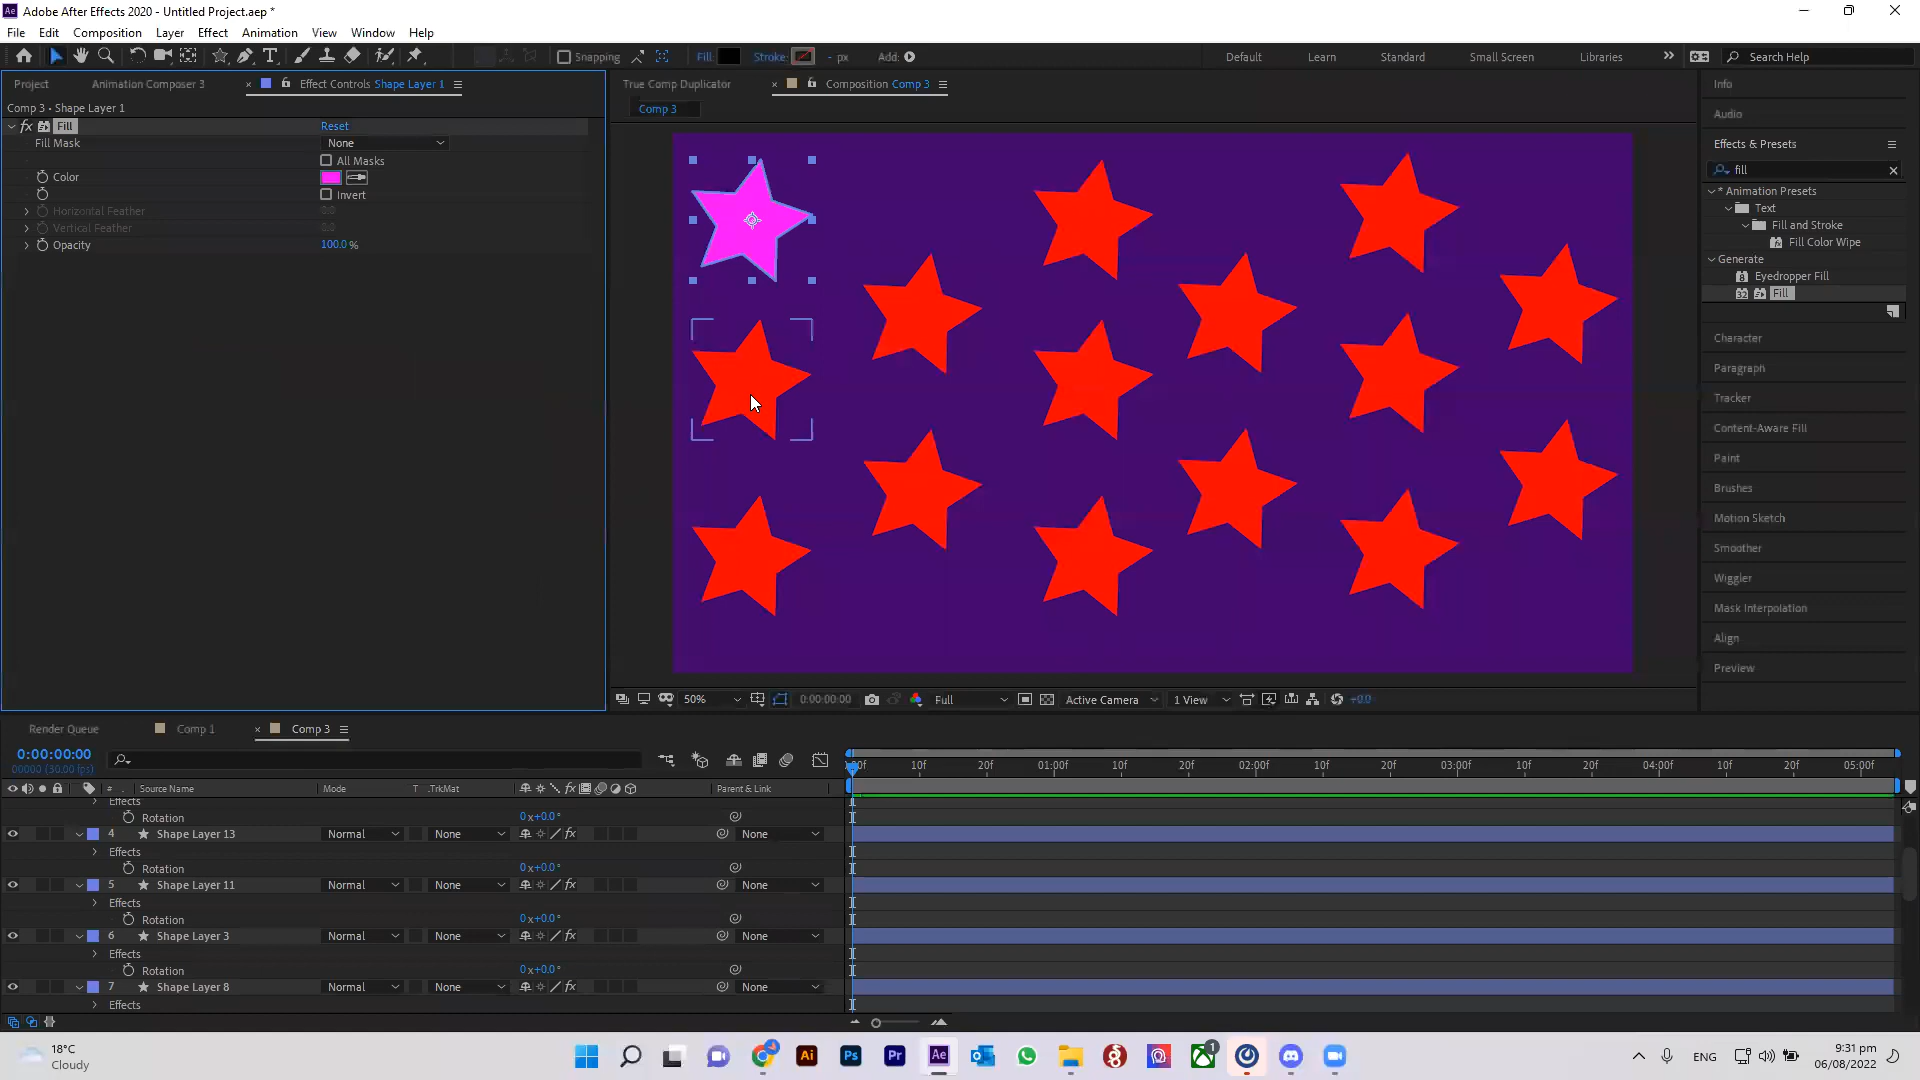 Adobe After Effects 2020 - Untitled Project.aep *
File Edit Composition Layer Effect Animation View Window Help
Snapping Fill: Stroke: - px Add: Default Learn Standard Small Screen Libraries Search Help
Project Animation Composer 3 Effect Controls Shape Layer 1
Comp 3 • Shape Layer 1
fx Fill Reset
Fill Mask None
All Masks
Color
Invert
Horizontal Feather 0.0
Vertical Feather 0.0
Opacity 100.0 %
True Comp Duplicator Composition Comp 3
Comp 3
50% 0:00:00:00 Full Active Camera 1 View +0.0
Info
Audio
Effects & Presets
fill
* Animation Presets
Text
Fill and Stroke
Fill Color Wipe
Generate
Eyedropper Fill
Fill
Character
Paragraph
Tracker
Content-Aware Fill
Paint
Brushes
Motion Sketch
Smoother
Wiggler
Mask Interpolation
Align
Preview
Render Queue Comp 1 Comp 3
0:00:00:00
00000 (30.00 fps)
10f 20f 01:00f 10f 20f 02:00f 10f 20f 03:00f 10f 20f 04:00f 10f 20f 05:00f
# Source Name Mode T .TrkMat Parent & Link
Effects
Rotation 0x+0.0°
4 Shape Layer 13 Normal None None
Effects
Rotation 0x+0.0°
5 Shape Layer 11 Normal None None
Effects
Rotation 0x+0.0°
6 Shape Layer 3 Normal None None
Effects
Rotation 0x+0.0°
7 Shape Layer 8 Normal None None
Effects
18°C
Cloudy
Ai Ps Pr Ae
1
ENG
9:31 pm
06/08/2022